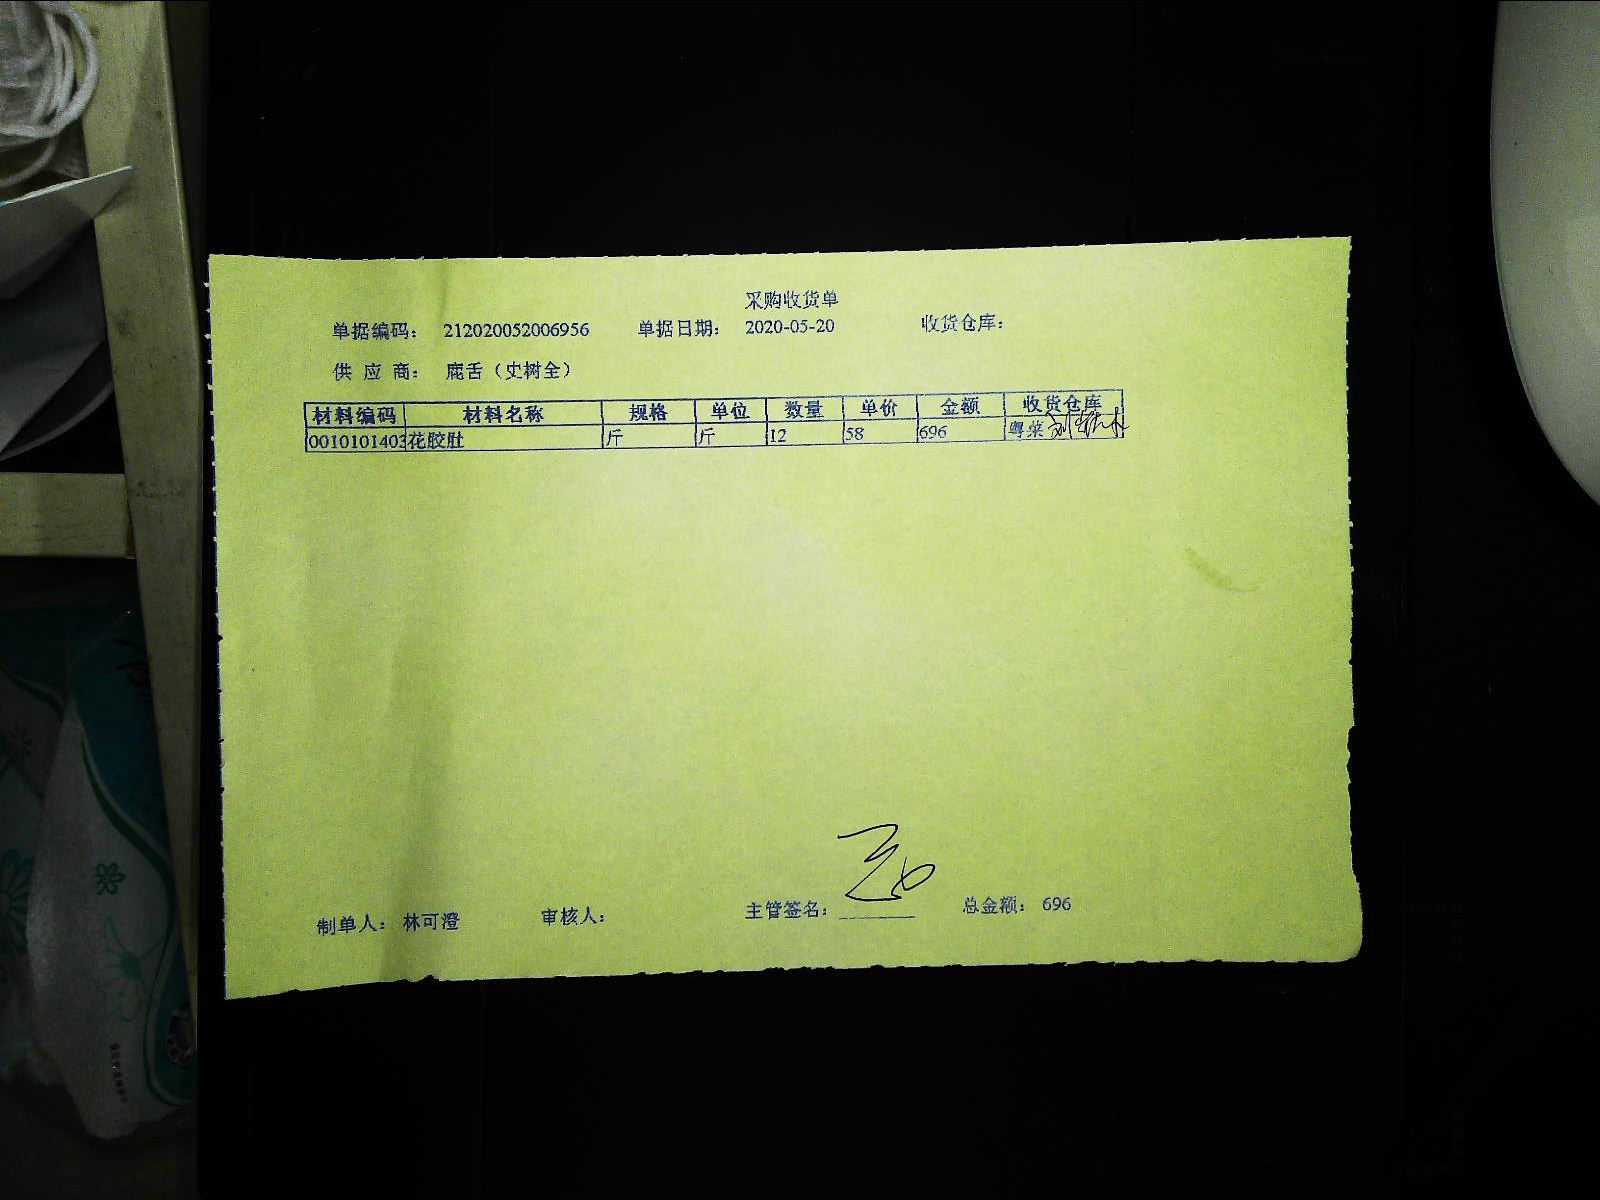 采购收货单
单据编码： 212020052006956 单据日期： 2020-05-20 收货仓库：
供 应 商： 鹿舌（史树全）
材料编码 材料名称 规格 单位 数量 单价 金额 收货仓库
0010101403 花胶肚 斤 斤 12 58 696 粤菜
制单人： 林可澄 审核人： 主管签名： 总金额： 696